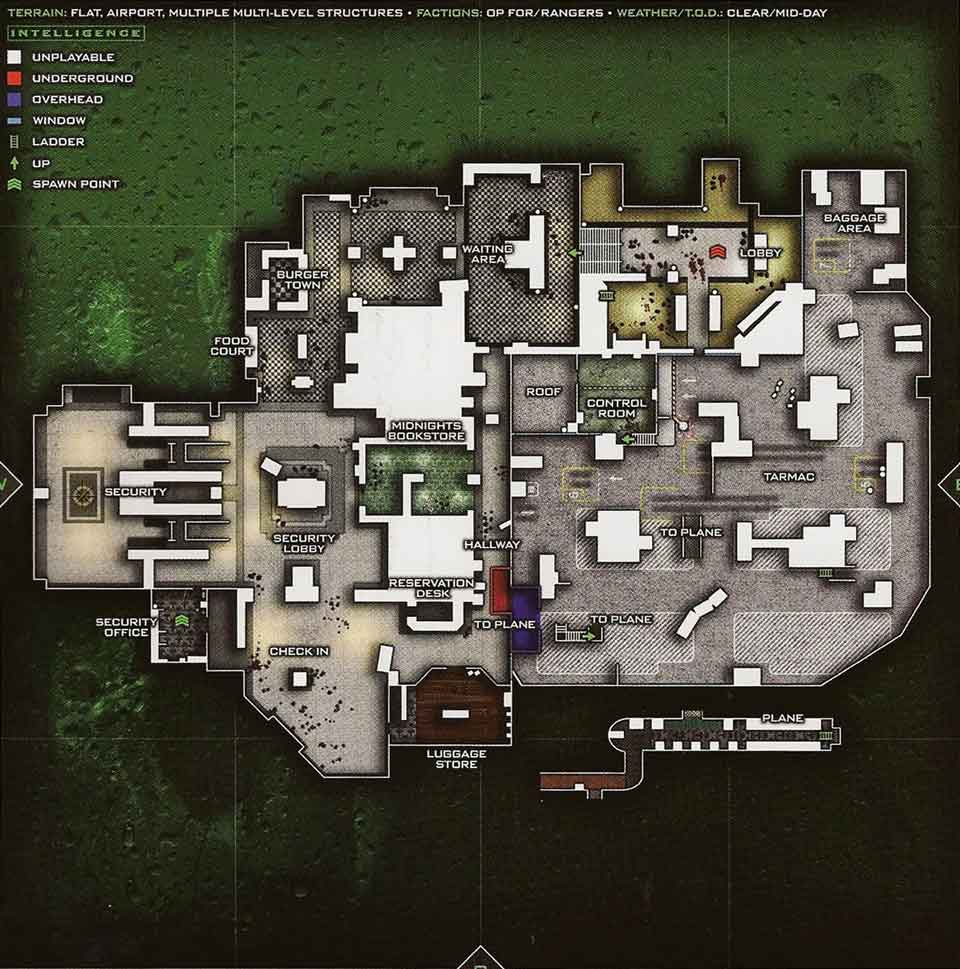 TERRAIN: FLAT, AIRPORT, MULTIPLE MULTI-LEVEL STRUCTURES • FACTIONS: OP FOR/RANGERS • WEATHER/T.O.D.: CLEAR/MID-DAY
INTELLIGENCE
UNPLAYABLE
UNDERGROUND
OVERHEAD
WINDOW
LADDER
UP
SPAWN POINT
BAGGAGE
AREA
WAITING
AREA
LOBBY
BURGER
TOWN
FOOD
COURT
ROOF
CONTROL
ROOM
MIDNIGHTS
BOOKSTORE
TARMAC
SECURITY
TO PLANE
SECURITY
LOBBY
HALLWAY
RESERVATION
DESK
SECURITY
OFFICE
TO PLANE
TO PLANE
CHECK IN
PLANE
LUGGAGE
STORE